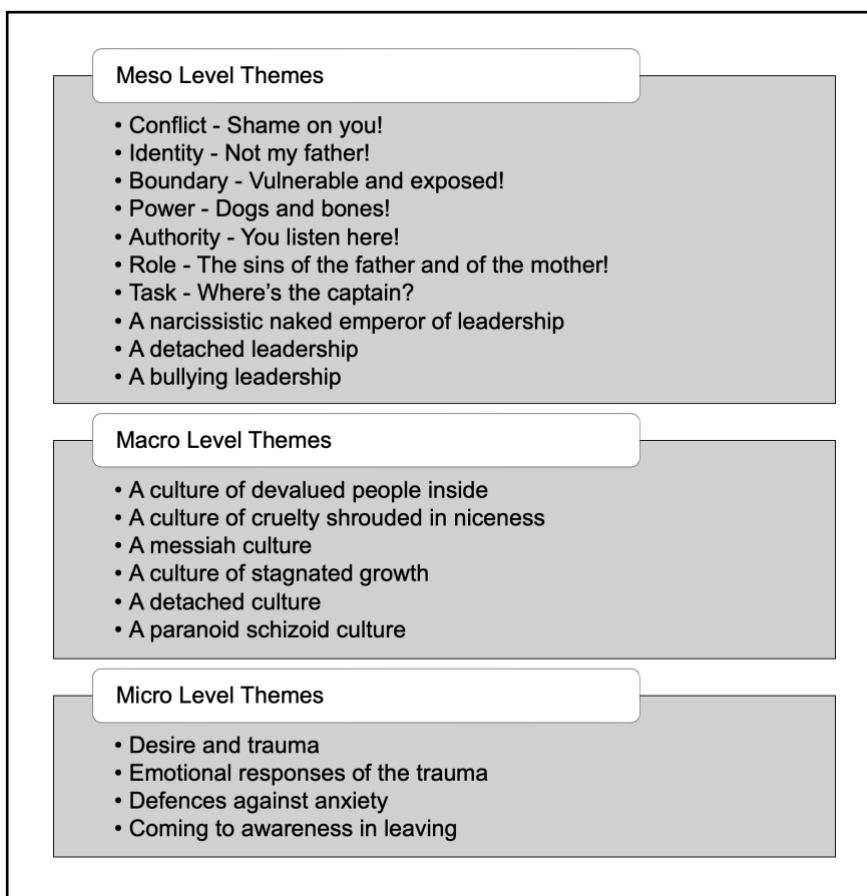 Meso Level Themes
• Conflict - Shame on you!
• Identity - Not my father!
• Boundary - Vulnerable and exposed!
• Power - Dogs and bones!
• Authority - You listen here!
• Role - The sins of the father and of the mother!
• Task - Where’s the captain?
• A narcissistic naked emperor of leadership
• A detached leadership
• A bullying leadership
Macro Level Themes
• A culture of devalued people inside
• A culture of cruelty shrouded in niceness
• A messiah culture
• A culture of stagnated growth
• A detached culture
• A paranoid schizoid culture
Micro Level Themes
• Desire and trauma
• Emotional responses of the trauma
• Defences against anxiety
• Coming to awareness in leaving